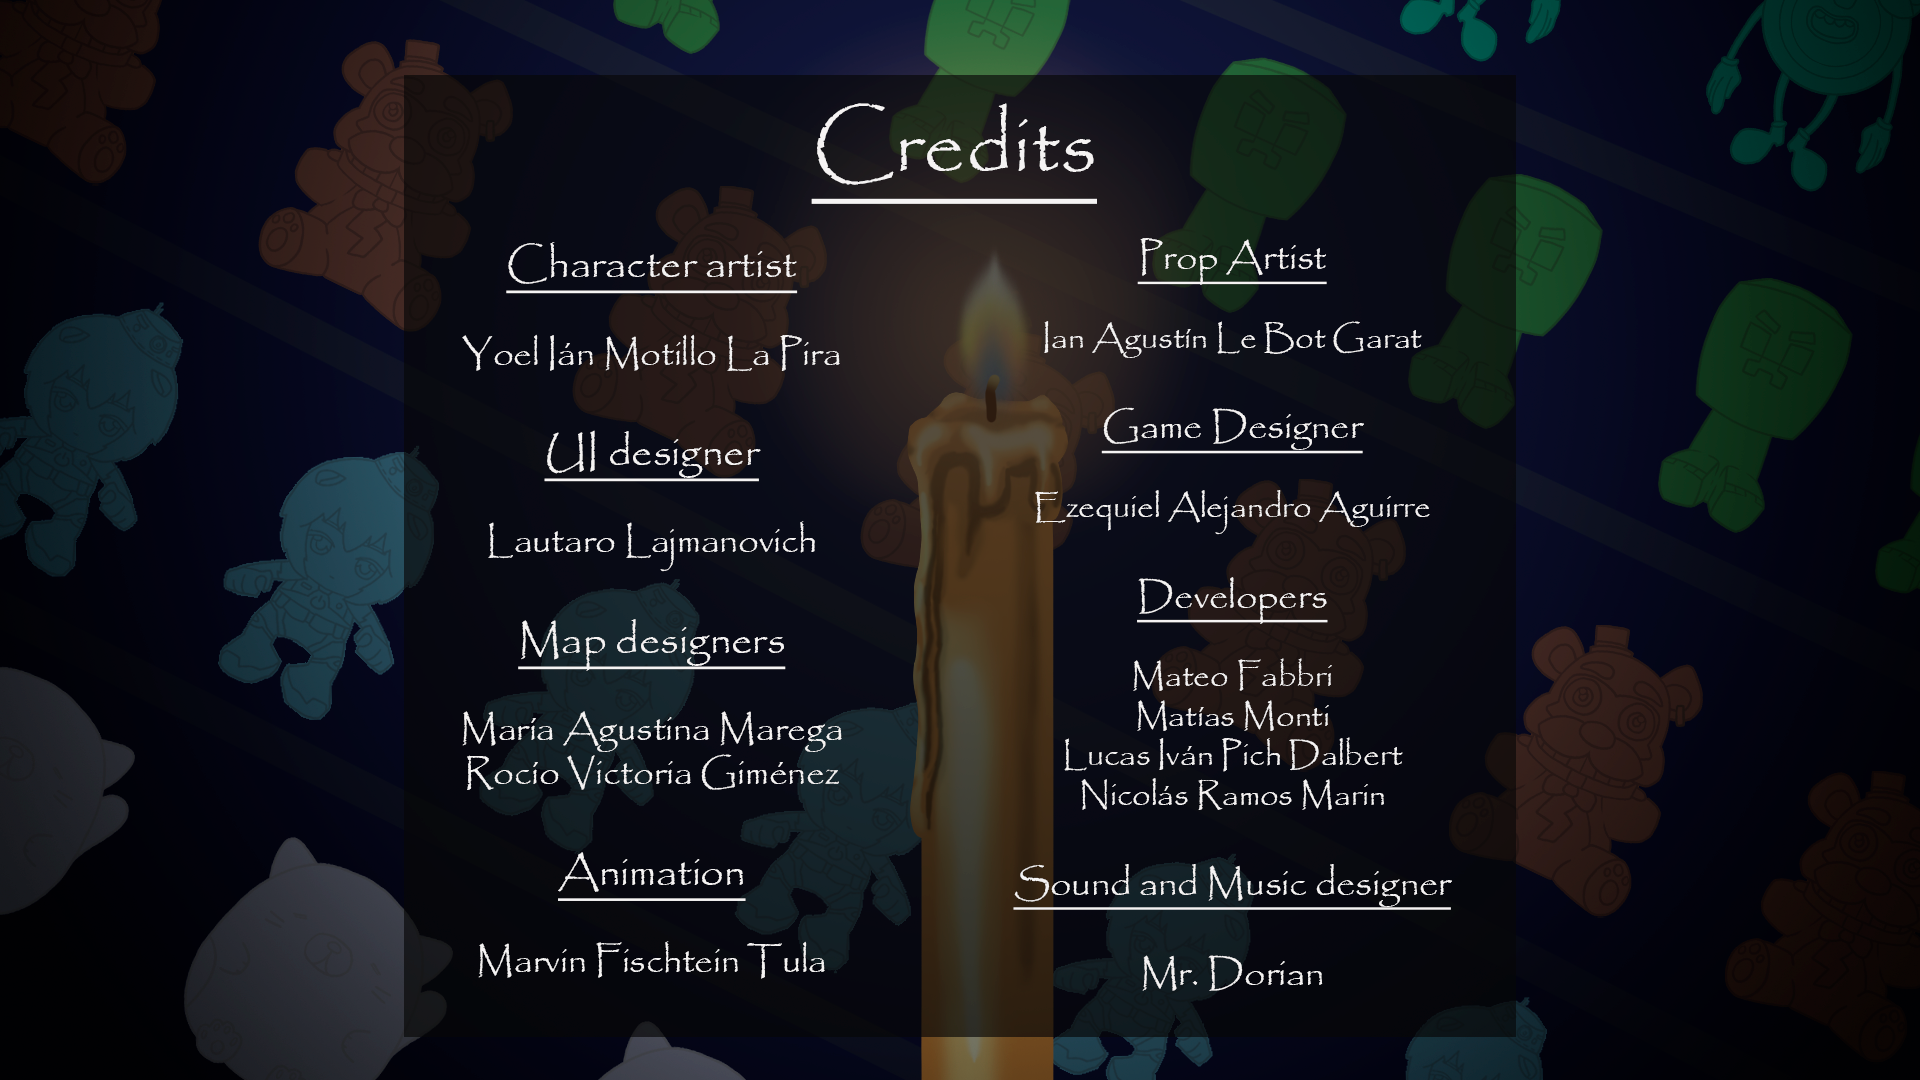 Credits
Character artist
Yoel Ián Motillo La Pira
UI designer
Lautaro Lajmanovich
Map designers
María Agustina Marega
Rocío Victoria Giménez
Animation
Marvin Fischtein Tula
Prop Artist
Ian Agustín Le Bot Garat
Game Designer
Ezequiel Alejandro Aguirre
Developers
Mateo Fabbri
Matías Monti
Lucas Iván Pich Dalbert
Nicolás Ramos Marin
Sound and Music designer
Mr. Dorian